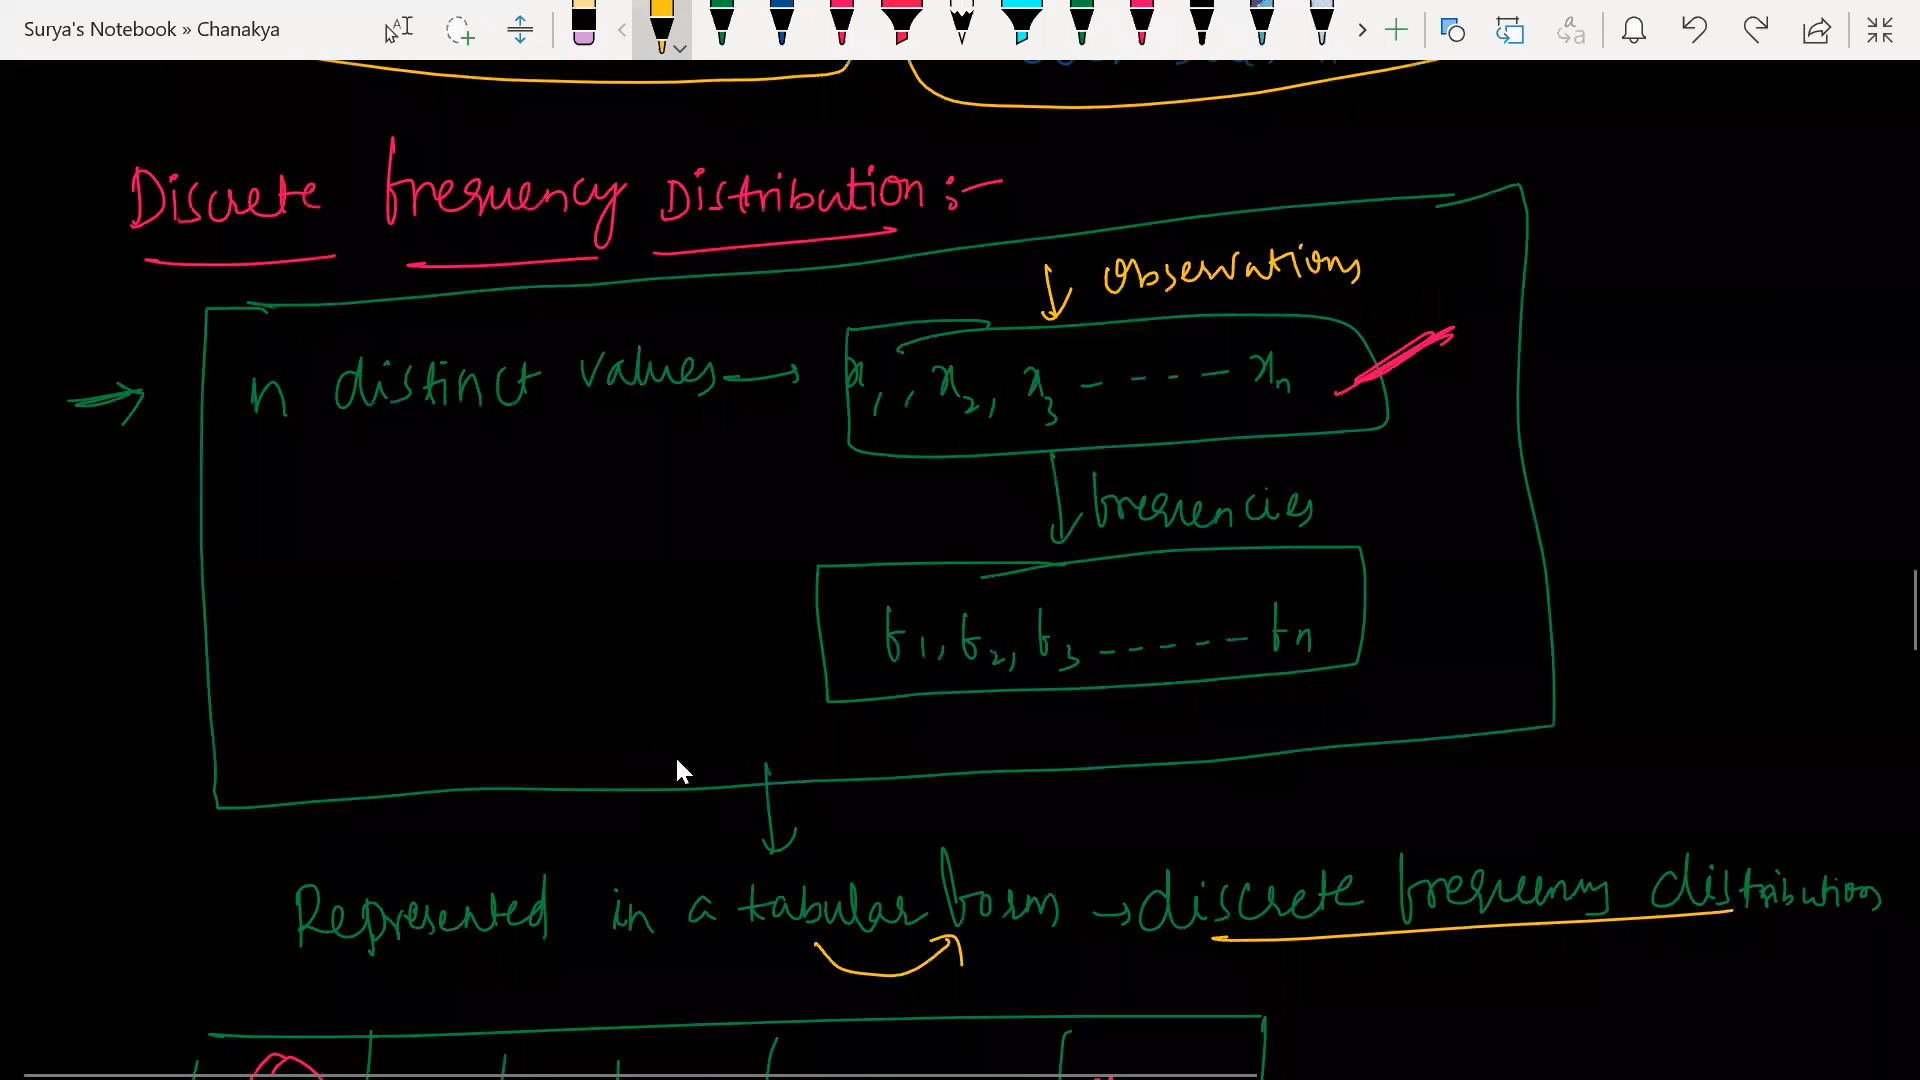 Surya's Notebook » Chanakya
Discrete frequency Distribution :-
↓ Observations
n distinct values → x1, x2, x3 ----- xn
↓ frequencies
f1, f2, f3 ------ fn
Represented in a tabular form → discrete frequency distribution